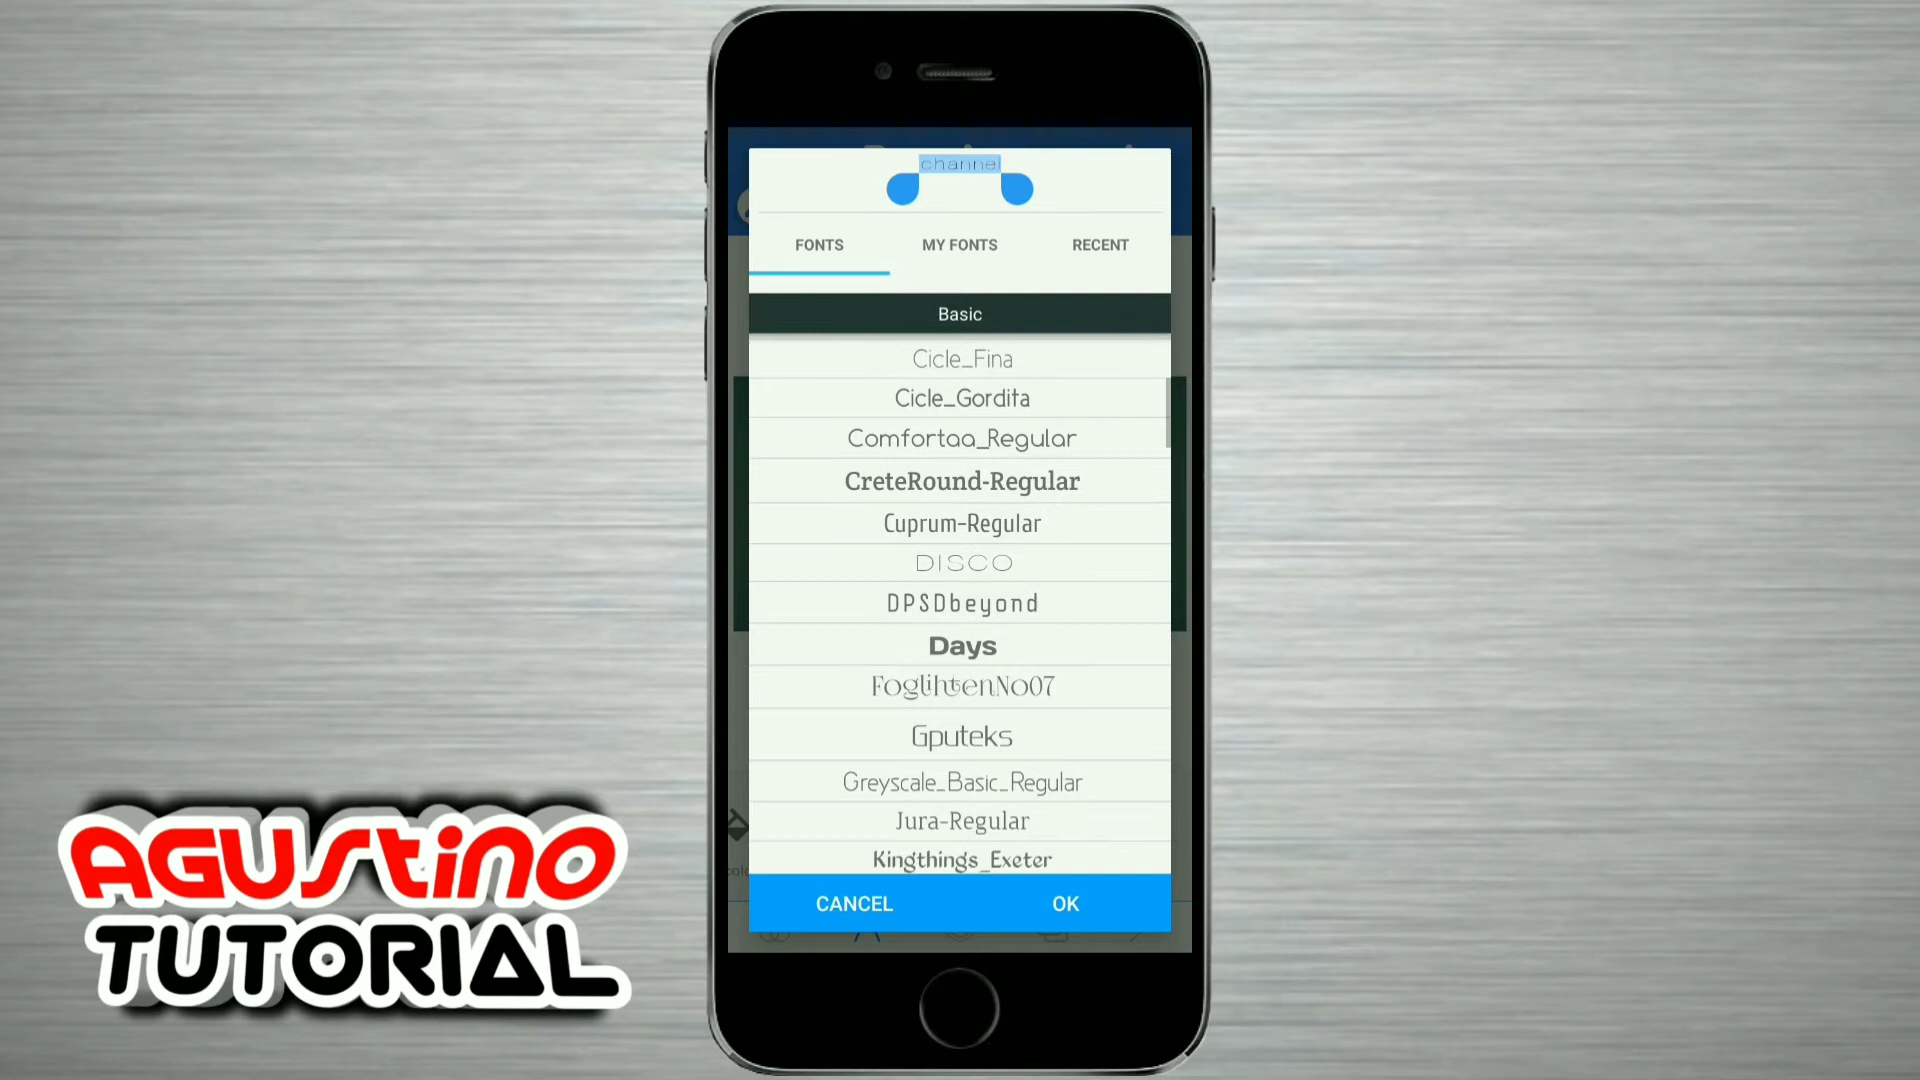 channel
FONTS MY FONTS RECENT
Basic
Cicle_Fina
Cicle_Gordita
Comfortaa_Regular
CreteRound-Regular
Cuprum-Regular
DISCO
DPSDbeyond
Days
FoglihtenNo07
Gputeks
Greyscale_Basic_Regular
Jura-Regular
Kingthings_Exeter
CANCEL OK
AGUStiNO
TUTORIAL